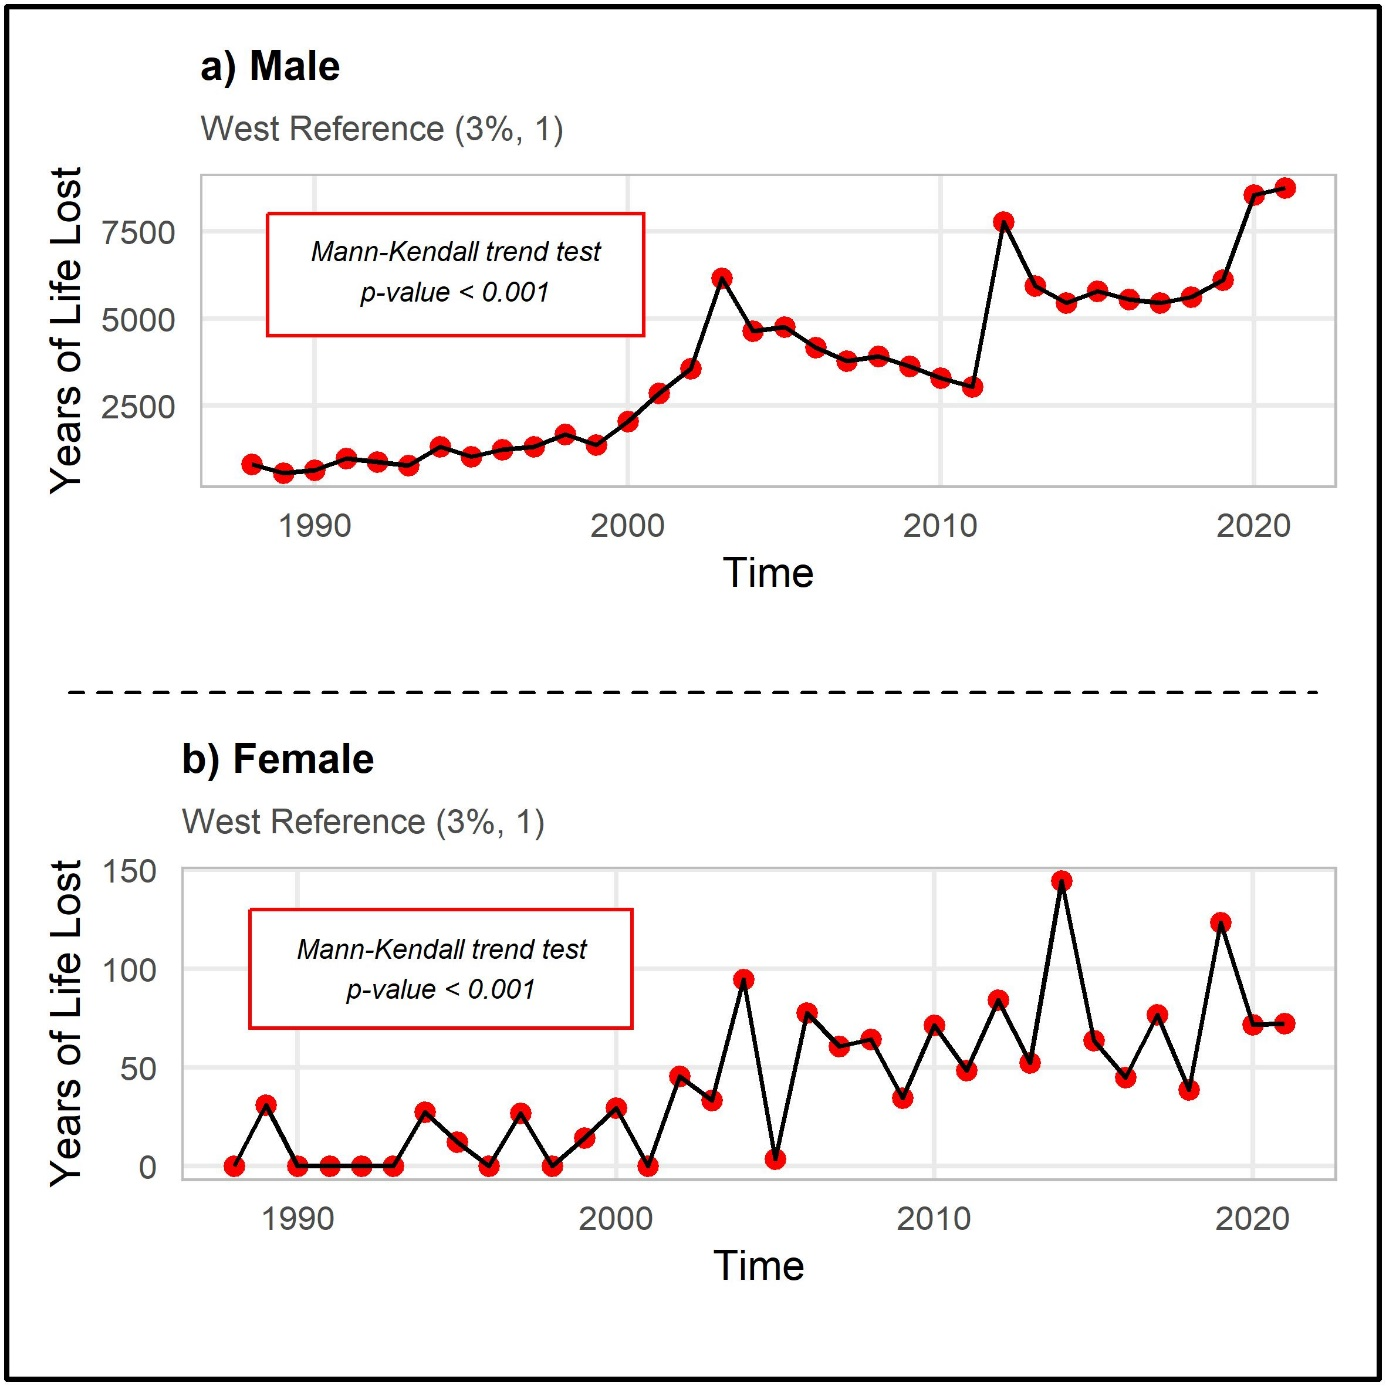 a) Male
West Reference (3%, 1)
Years of Life Lost
7500
5000
2500
Mann-Kendall trend test
p-value < 0.001
1990 2000 2010 2020
Time
b) Female
West Reference (3%, 1)
Years of Life Lost
150
100
50
0
Mann-Kendall trend test
p-value < 0.001
1990 2000 2010 2020
Time